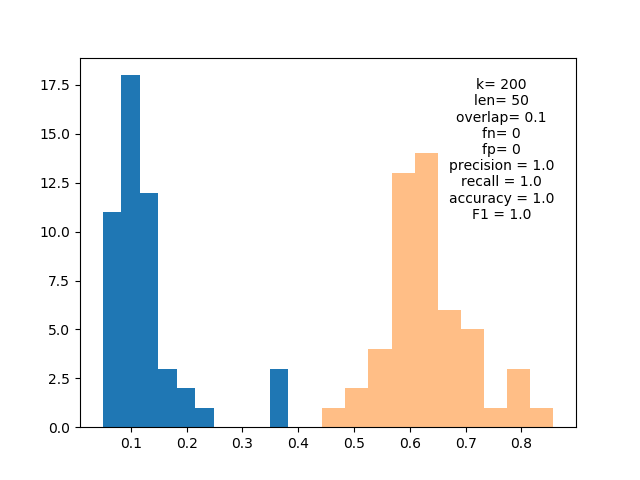 17.5
15.0
12.5
10.0
7.5
5.0
2.5
0.0
k= 200
len= 50
overlap= 0.1
fn= 0
fp= 0
precision = 1.0
recall = 1.0
accuracy = 1.0
F1 = 1.0
0.1 0.2 0.3 0.4 0.5 0.6 0.7 0.8